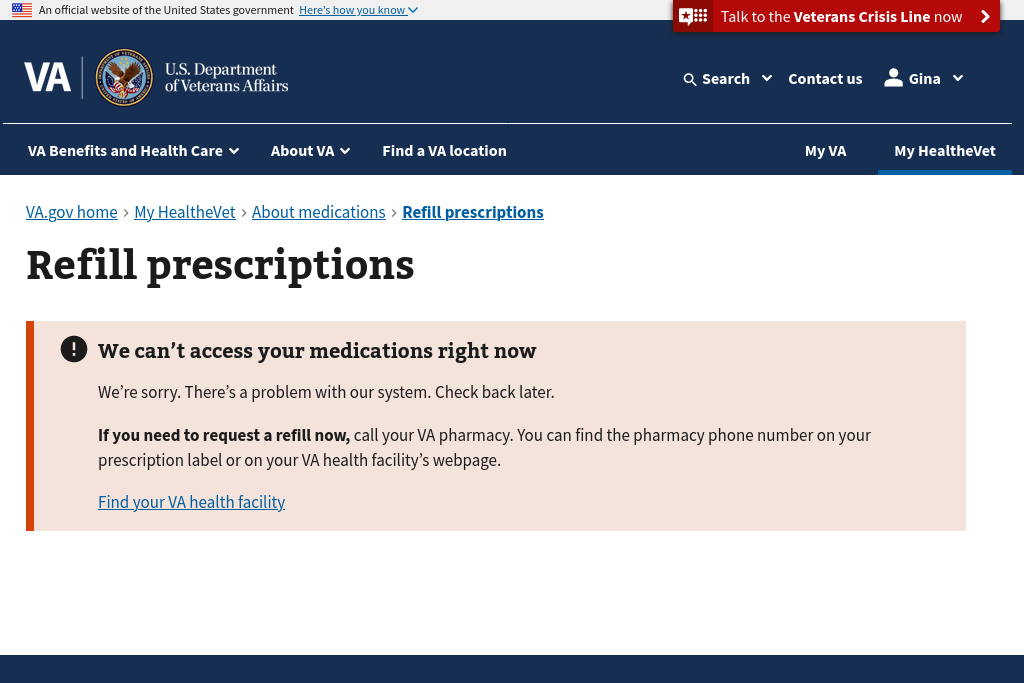 An official website of the United States government Here's how you know
Talk to the Veterans Crisis Line now
VA
U.S. Department
of Veterans Affairs
Search
Contact us
Gina
VA Benefits and Health Care
About VA
Find a VA location
My VA
My HealtheVet
VA.gov home › My HealtheVet › About medications › Refill prescriptions
Refill prescriptions
We can’t access your medications right now
We’re sorry. There’s a problem with our system. Check back later.
If you need to request a refill now, call your VA pharmacy. You can find the pharmacy phone number on your
prescription label or on your VA health facility’s webpage.
Find your VA health facility